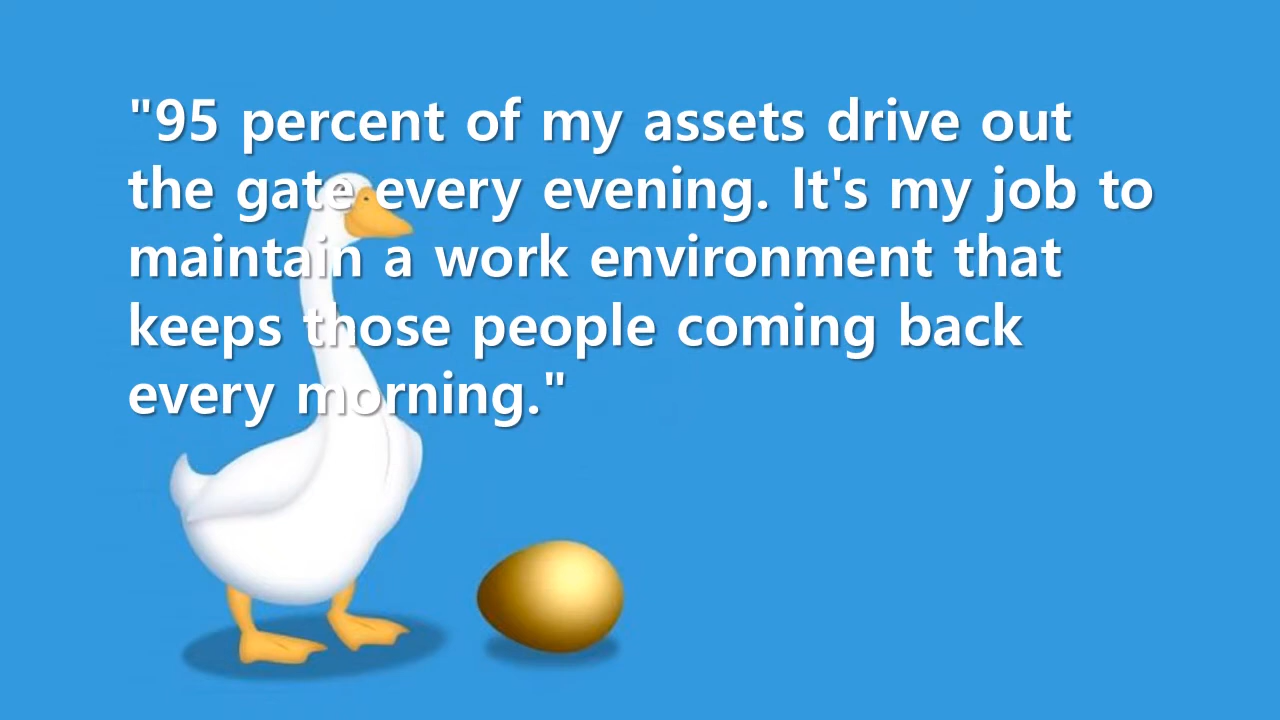 "95 percent of my assets drive out
the gate every evening. It's my job to
maintain a work environment that
keeps those people coming back
every morning."